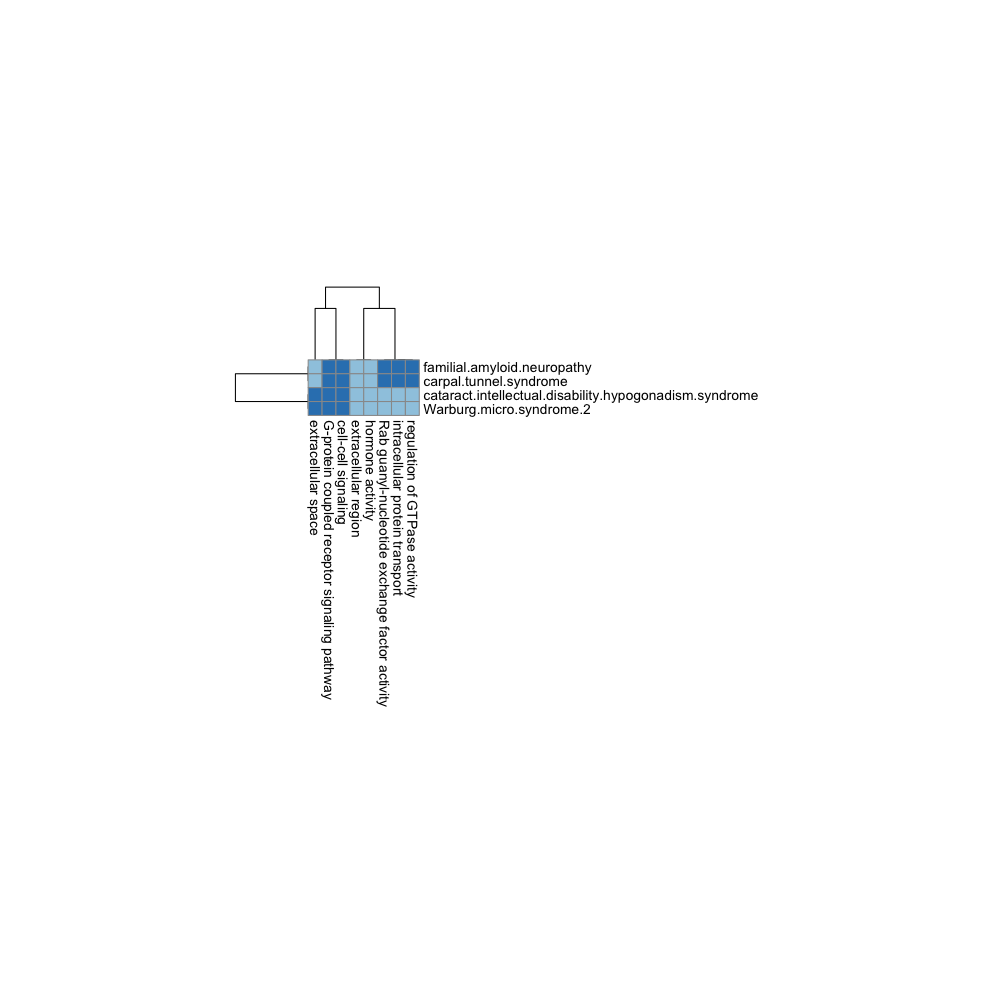 familial.amyloid.neuropathy
carpal.tunnel.syndrome
cataract.intellectual.disability.hypogonadism.syndrome
Warburg.micro.syndrome.2
extracellular space
G-protein coupled receptor signaling pathway
cell-cell signaling
extracellular region
hormone activity
Rab guanyl-nucleotide exchange factor activity
intracellular protein transport
regulation of GTPase activity